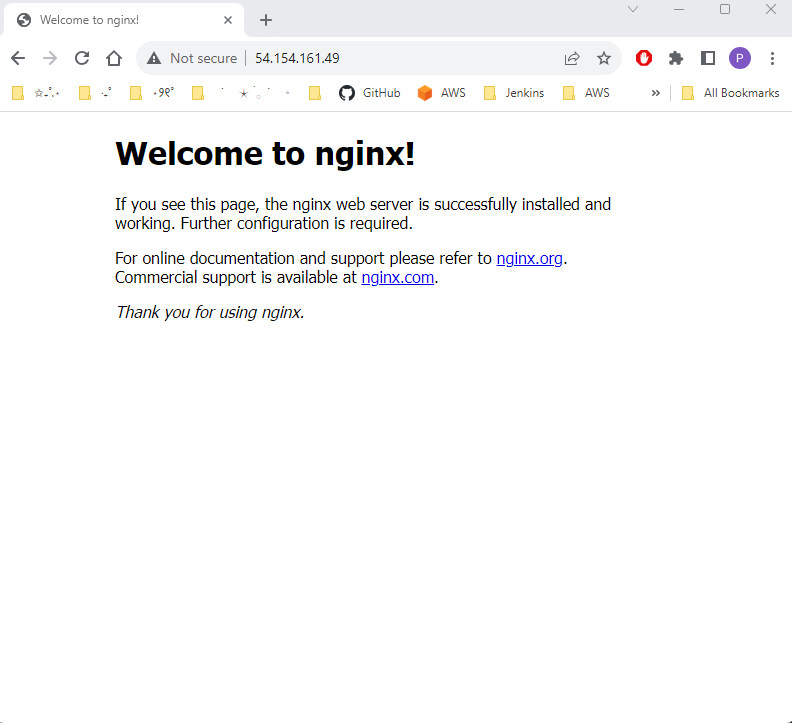 Welcome to nginx!
Not secure 54.154.161.49
GitHub AWS Jenkins AWS » All Bookmarks
P
Welcome to nginx!
If you see this page, the nginx web server is successfully installed and
working. Further configuration is required.
For online documentation and support please refer to nginx.org.
Commercial support is available at nginx.com.
Thank you for using nginx.